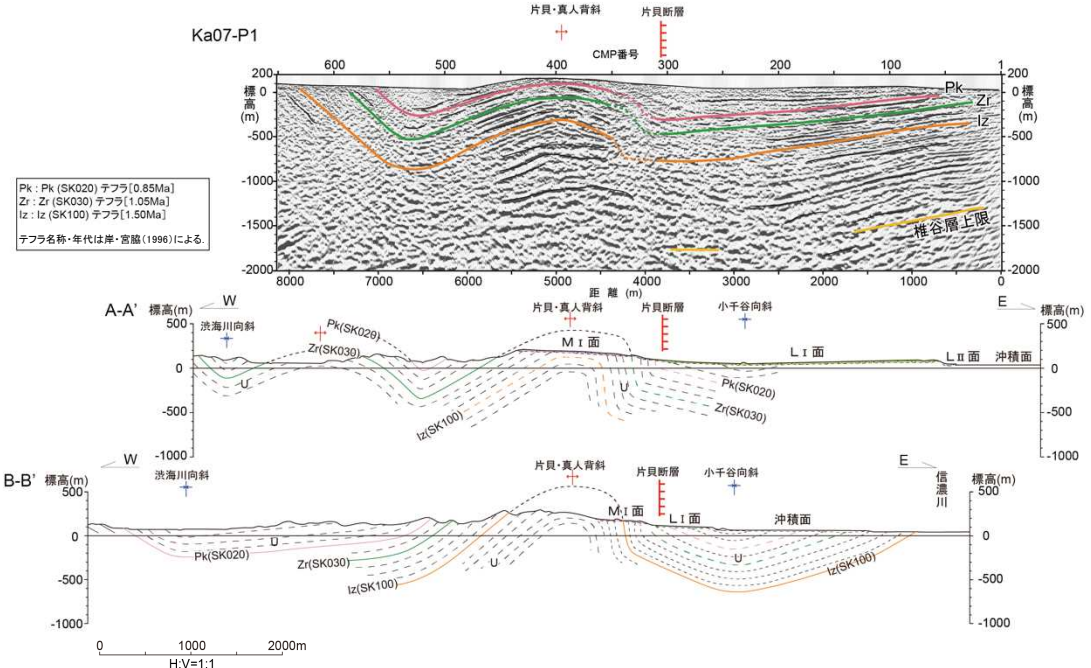 片貝・真人背斜
片貝断層
Ka07-P1
CMP番号
600
500
400
300
200
100
1
200
0
-500
-1000
-1500
-2000
標高(m)
Pk
Zr
Iz
椎谷層上限
200
0
-500
-1000
-1500
-2000
標高(m)
Pk : Pk (SK020) テフラ[0.85Ma]
Zr : Zr (SK030) テフラ[1.05Ma]
Iz : Iz (SK100) テフラ[1.50Ma]
テフラ名称・年代は岸・宮脇(1996)による.
8000
7000
6000
5000
4000
3000
2000
1000
0
距離 (m)
A-A'
標高(m)
W
渋海川向斜
Pk(SK020)
片貝・真人背斜
片貝断層
小千谷向斜
E
標高(m)
500
0
-500
-1000
Zr(SK030)
MⅠ面
LⅠ面
LⅡ面
沖積面
U
U
Iz(SK100)
Pk(SK020)
Zr(SK030)
500
0
-500
-1000
B-B'
標高(m)
W
渋海川向斜
片貝・真人背斜
片貝断層
小千谷向斜
E
信濃川
標高(m)
500
0
-500
-1000
MⅠ面
LⅠ面
沖積面
U
Pk(SK020)
Zr(SK030)
Iz(SK100)
U
U
Iz(SK100)
500
0
-500
-1000
0
1000
2000m
H:V=1:1